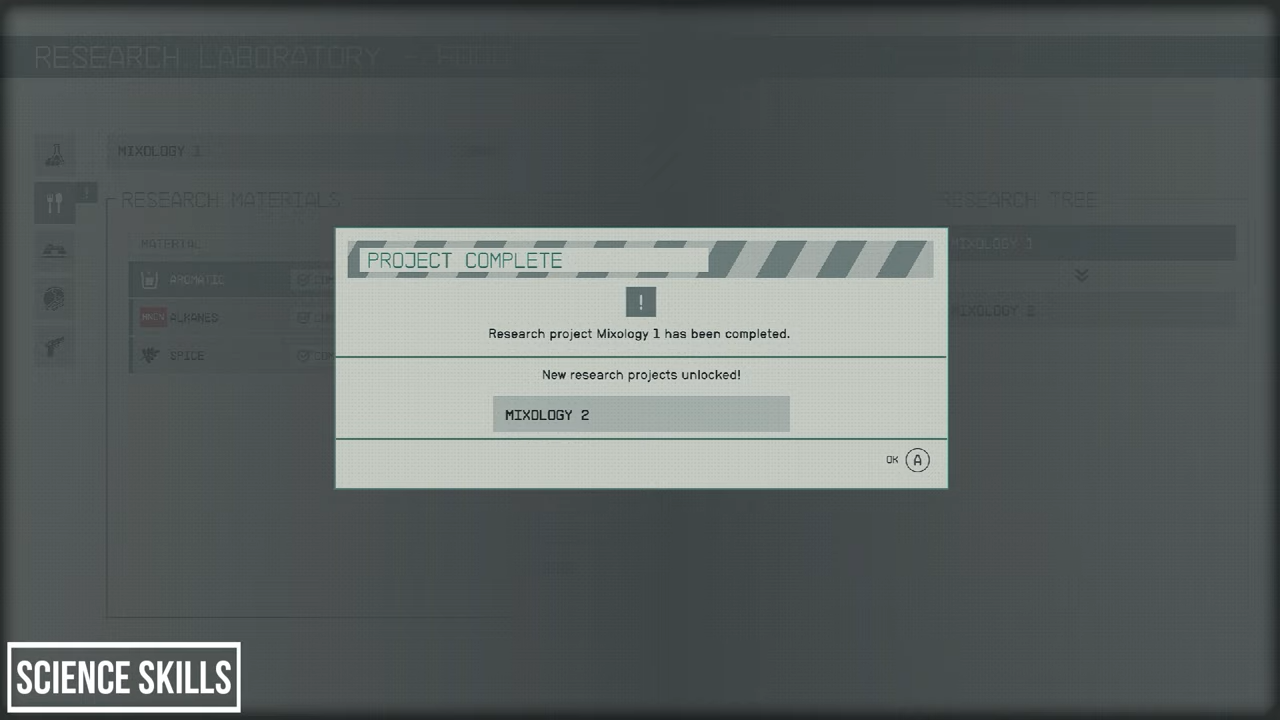 RESEARCH LABORATORY
MIXOLOGY 1
RESEARCH MATERIALS
RESEARCH TREE
MATERIAL
MIXOLOGY 1
AROMATIC
ALKANES
SPICE
MIXOLOGY 2
PROJECT COMPLETE
!
Research project Mixology 1 has been completed.
New research projects unlocked!
MIXOLOGY 2
OK A
SCIENCE SKILLS